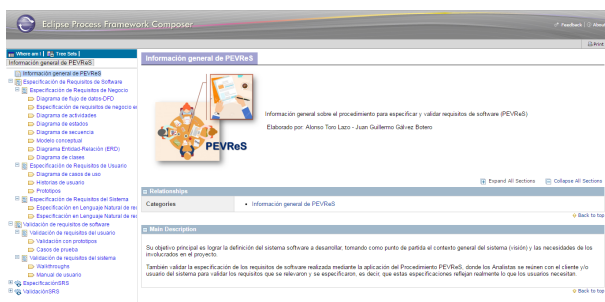 Eclipse Process Framework Composer
Feedback
About
Print
Where am I
Tree Sets
Información general de PEVReS
Información general de PEVReS
Especificación de Requisitos de Software
Especificación de Requisitos de Negocio
Diagrama de flujo de datos-DFD
Especificación de requisitos de negocio en
Diagrama de actividades
Diagrama de estados
Diagrama de secuencia
Modelo conceptual
Diagrama Entidad-Relación (ERD)
Diagrama de clases
Especificación de Requisitos de Usuario
Diagrama de casos de uso
Historias de usuario
Prototipos
Especificación de Requisitos del Sistema
Especificación en Lenguaje Natural de rec
Especificación en Lenguaje Natural de rec
Validación de requisitos de software
Validación de requisitos del usuario
Validación con prototipos
Casos de prueba
Validación de requisitos del sistema
Walkthroughs
Manual de usuario
EspecificaciónSRS
ValidaciónSRS
Información general de PEVReS
PEVReS
Información general sobre el procedimiento para especificar y validar requisitos de software (PEVReS)
Elaborado por: Alonso Toro Lazo - Juan Guillermo Gálvez Botero
Expand All Sections
Collapse All Sections
Relationships
Categories
Información general de PEVReS
Back to top
Main Description
Su objetivo principal es lograr la definición del sistema software a desarrollar, tomando como punto de partida el contexto general del sistema (visión) y las necesidades de los
involucrados en el proyecto.
También validar la especificación de los requisitos de software realizada mediante la aplicación del Procedimiento PEVReS, donde los Analistas se reúnen con el cliente y/o
usuario del sistema para validar los requisitos que se relevaron y se especificaron, es decir, que estas especificaciones reflejan realmente lo que los usuarios necesitan.
Back to top